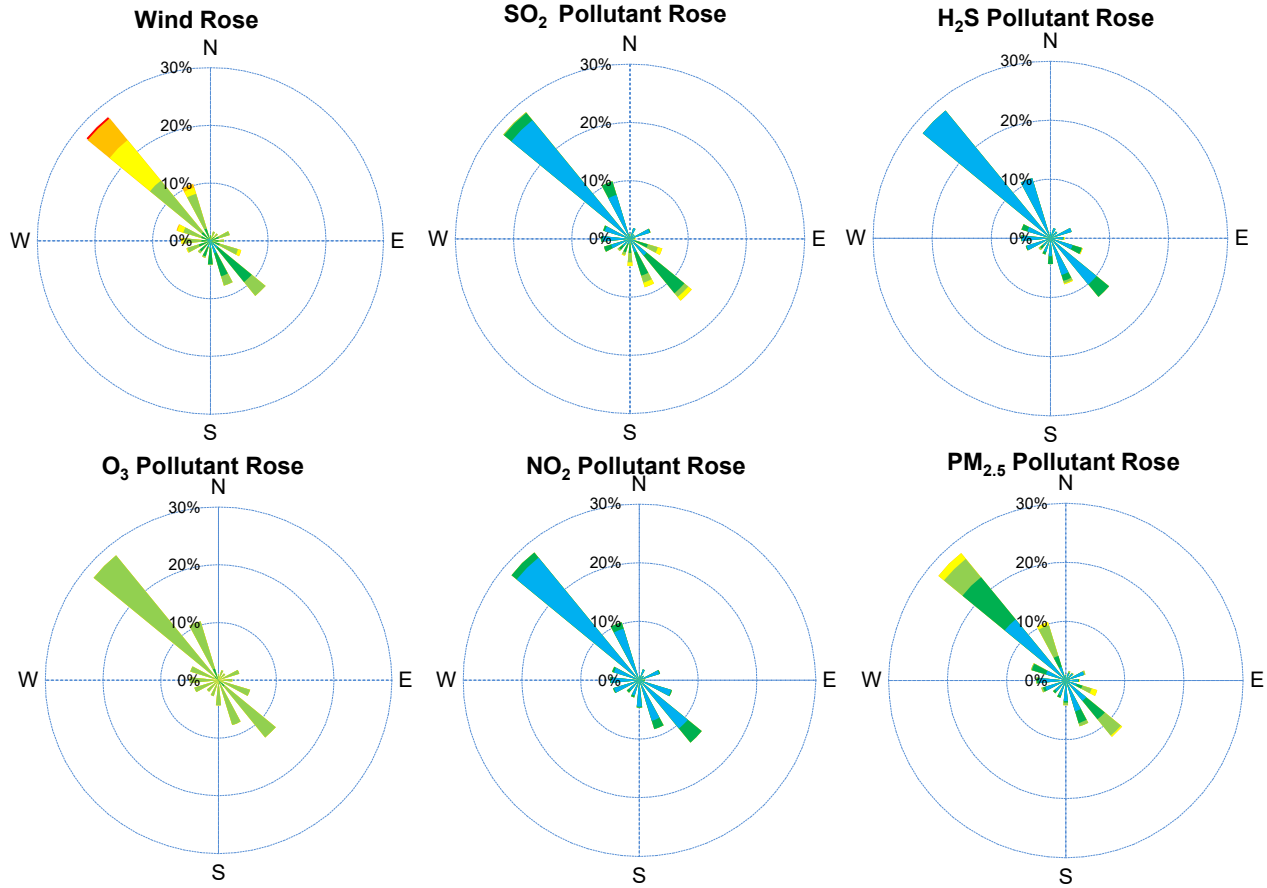 Wind Rose
N
30%
20%
10%
0%
W
E
S
SO₂ Pollutant Rose
N
30%
20%
10%
0%
W
E
S
H₂S Pollutant Rose
N
30%
20%
10%
0%
W
E
S
O₃ Pollutant Rose
N
30%
20%
10%
0%
W
E
S
NO₂ Pollutant Rose
N
30%
20%
10%
0%
W
E
S
PM₂.₅ Pollutant Rose
N
30%
20%
10%
0%
W
E
S